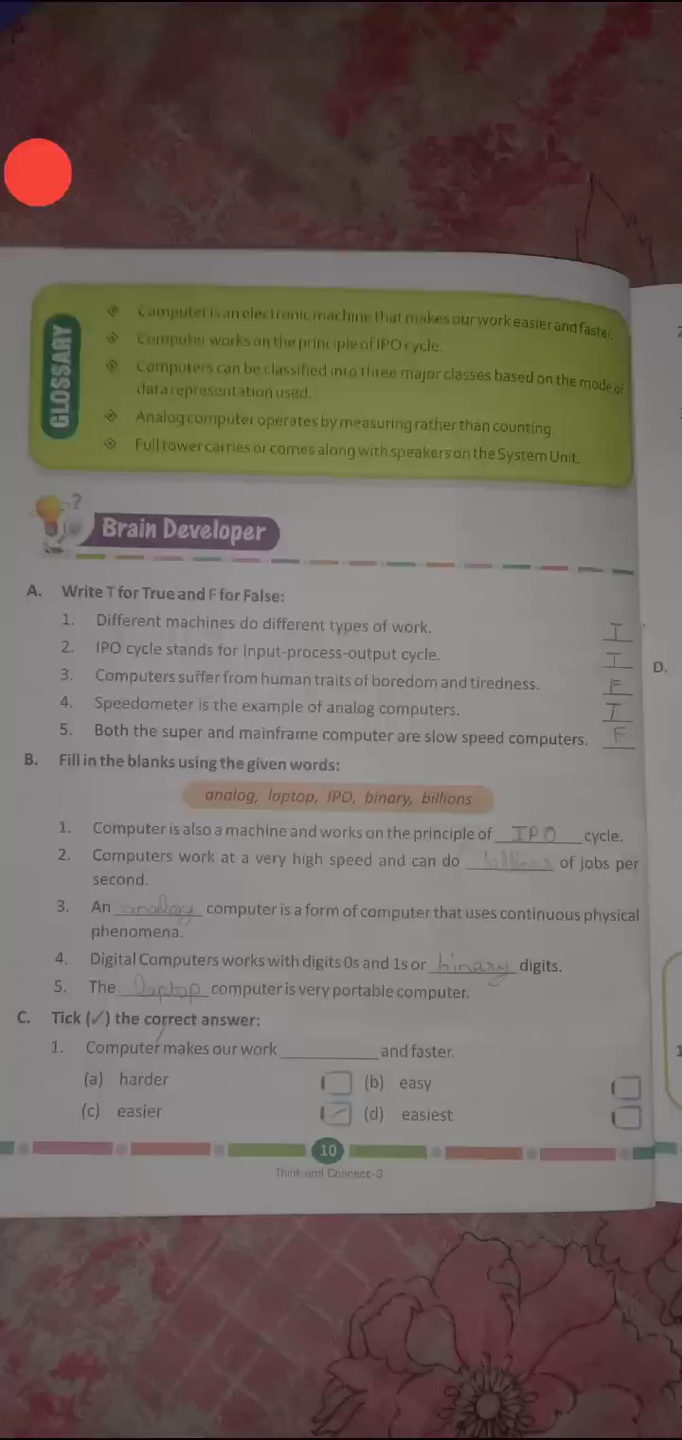 GLOSSARY
Computer is an electronic machine that makes our work easier and faster.
Computer works on the principle of IPO cycle.
Computers can be classified into three major classes based on the mode of
data representation used.
Analog computer operates by measuring rather than counting.
Full tower carries or comes along with speakers on the System Unit.
?
Brain Developer
A. Write T for True and F for False:
1. Different machines do different types of work. T
2. IPO cycle stands for Input-process-output cycle. T
3. Computers suffer from human traits of boredom and tiredness. F
4. Speedometer is the example of analog computers. T
5. Both the super and mainframe computer are slow speed computers. F
B. Fill in the blanks using the given words:
analog, laptop, IPO, binary, billions
1. Computer is also a machine and works on the principle of IPO cycle.
2. Computers work at a very high speed and can do billions of jobs per
second.
3. An analog computer is a form of computer that uses continuous physical
phenomena.
4. Digital Computers works with digits 0s and 1s or binary digits.
5. The laptop computer is very portable computer.
C. Tick (✓) the correct answer:
1. Computer makes our work __________ and faster.
(a) harder (b) easy
(c) easier ✓ (d) easiest
10
Think and Connect-3
D.